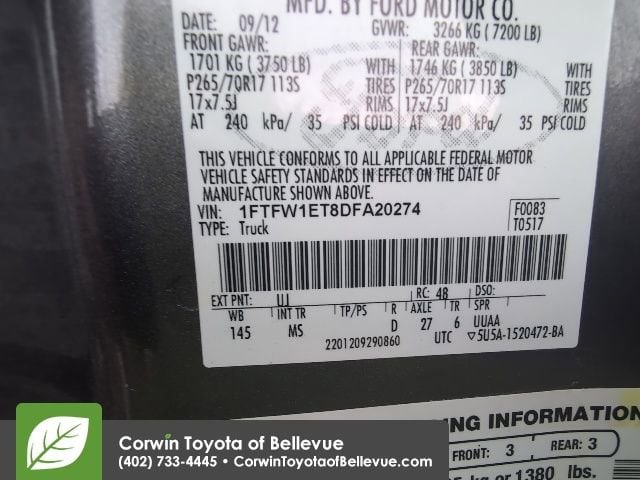 MFD. BY FORD MOTOR CO.
DATE: 09/12 GVWR: 3266 KG ( 7200 LB)
FRONT GAWR: REAR GAWR:
1701 KG ( 3750 LB) WITH 1746 KG ( 3850 LB) WITH
P265/70R17 113S TIRES P265/70R17 113S TIRES
17x7.5J RIMS 17x7.5J RIMS
AT 240 kPa/ 35 PSI COLD AT 240 kPa/ 35 PSI COLD
THIS VEHICLE CONFORMS TO ALL APPLICABLE FEDERAL MOTOR
VEHICLE SAFETY STANDARDS IN EFFECT ON THE DATE OF
MANUFACTURE SHOWN ABOVE.
VIN: 1FTFW1ET8DFA20274 F0083
TYPE: Truck T0517
EXT PNT: UJ RC: 48 DSO:
WB INT TR TP/PS R AXLE TR SPR
145 MS D 27 6 UUAA
2201209290860 UTC ▽5U5A-1520472-BA
NG INFORMATION
FRONT: 3 REAR: 3
kg or 1380 lbs.
Corwin Toyota of Bellevue
(402) 733-4445 • CorwinToyotaofBellevue.com